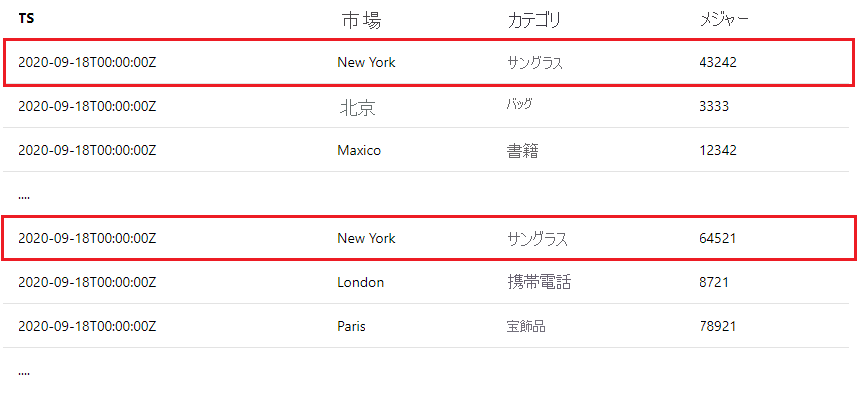 TS 市場 カテゴリ メジャー
2020-09-18T00:00:00Z New York サングラス 43242
2020-09-18T00:00:00Z 北京 バッグ 3333
2020-09-18T00:00:00Z Maxico 書籍 12342
....
2020-09-18T00:00:00Z New York サングラス 64521
2020-09-18T00:00:00Z London 携帯電話 8721
2020-09-18T00:00:00Z Paris 宝飾品 78921
....